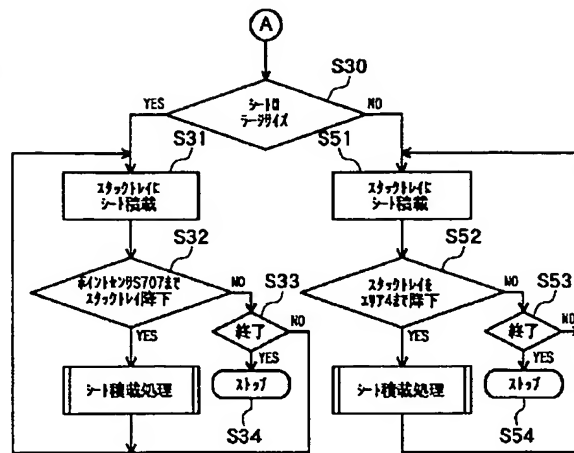 A
S30
シートは
ラージサイズ
YES
NO
S31
S51
スタックトレイに
シート積載
スタックトレイに
シート積載
S32
S52
ポイントセンサS707まで
スタックトレイ降下
NO
S33
スタックトレイを
エリア4まで降下
NO
S53
終了
NO
終了
NO
YES
YES
YES
YES
シート積載処理
ストップ
シート積載処理
ストップ
S34
S54